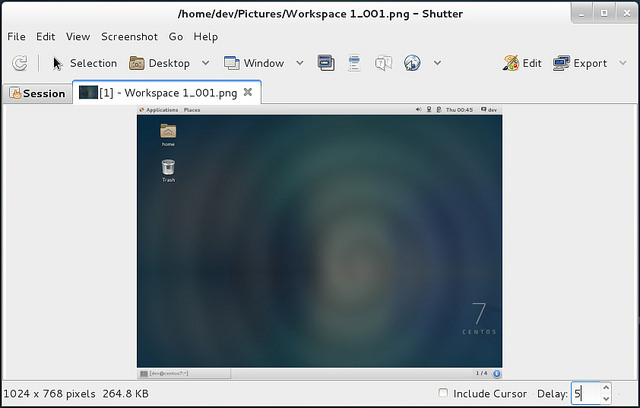 /home/dev/Pictures/Workspace 1_001.png – Shutter
File Edit View Screenshot Go Help
Selection Desktop Window Edit Export
Session [1] - Workspace 1_001.png
Applications Places Thu 00:45 dev
home
Trash
7
CENTOS
[dev@centos7:~] 1 / 4
1024 x 768 pixels 264.8 KB Include Cursor Delay: 5